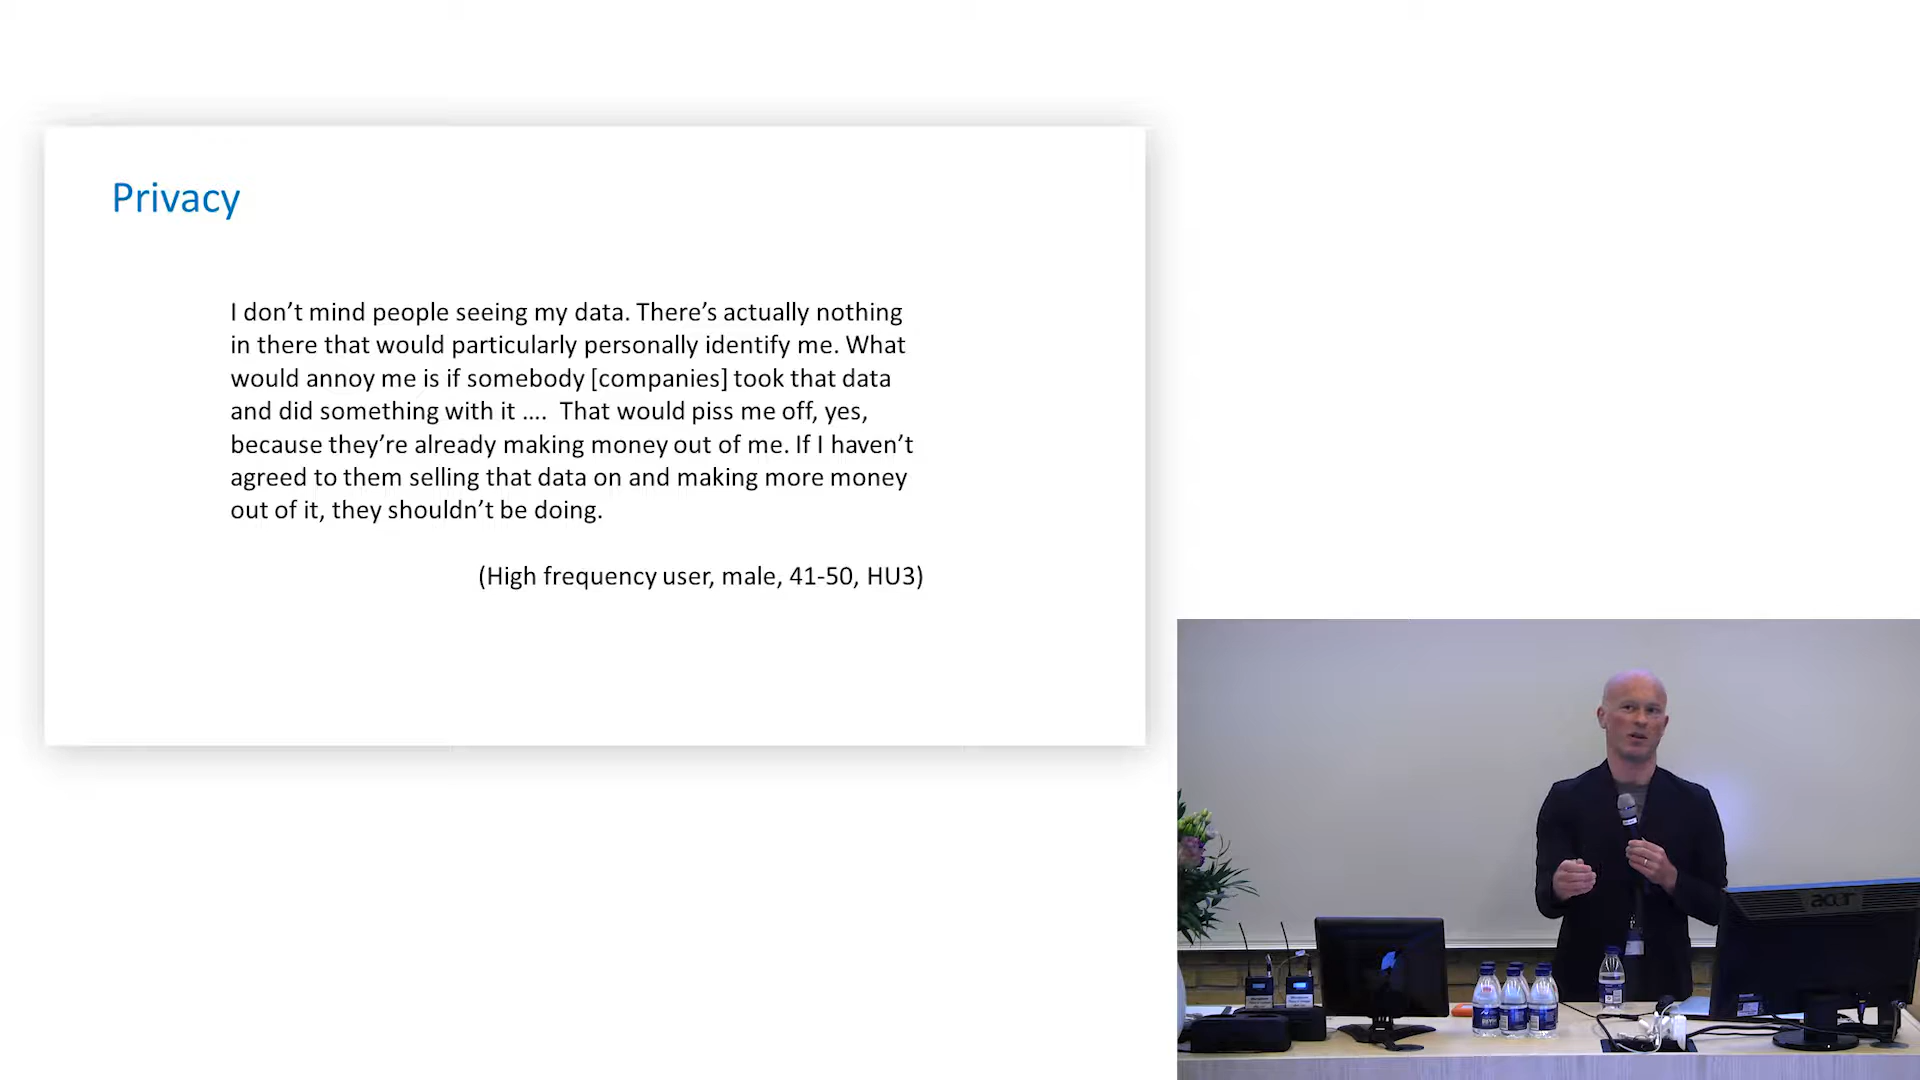 Privacy
I don’t mind people seeing my data. There’s actually nothing
in there that would particularly personally identify me. What
would annoy me is if somebody [companies] took that data
and did something with it ....  That would piss me off, yes,
because they’re already making money out of me. If I haven’t
agreed to them selling that data on and making more money
out of it, they shouldn’t be doing.
(High frequency user, male, 41-50, HU3)
acer